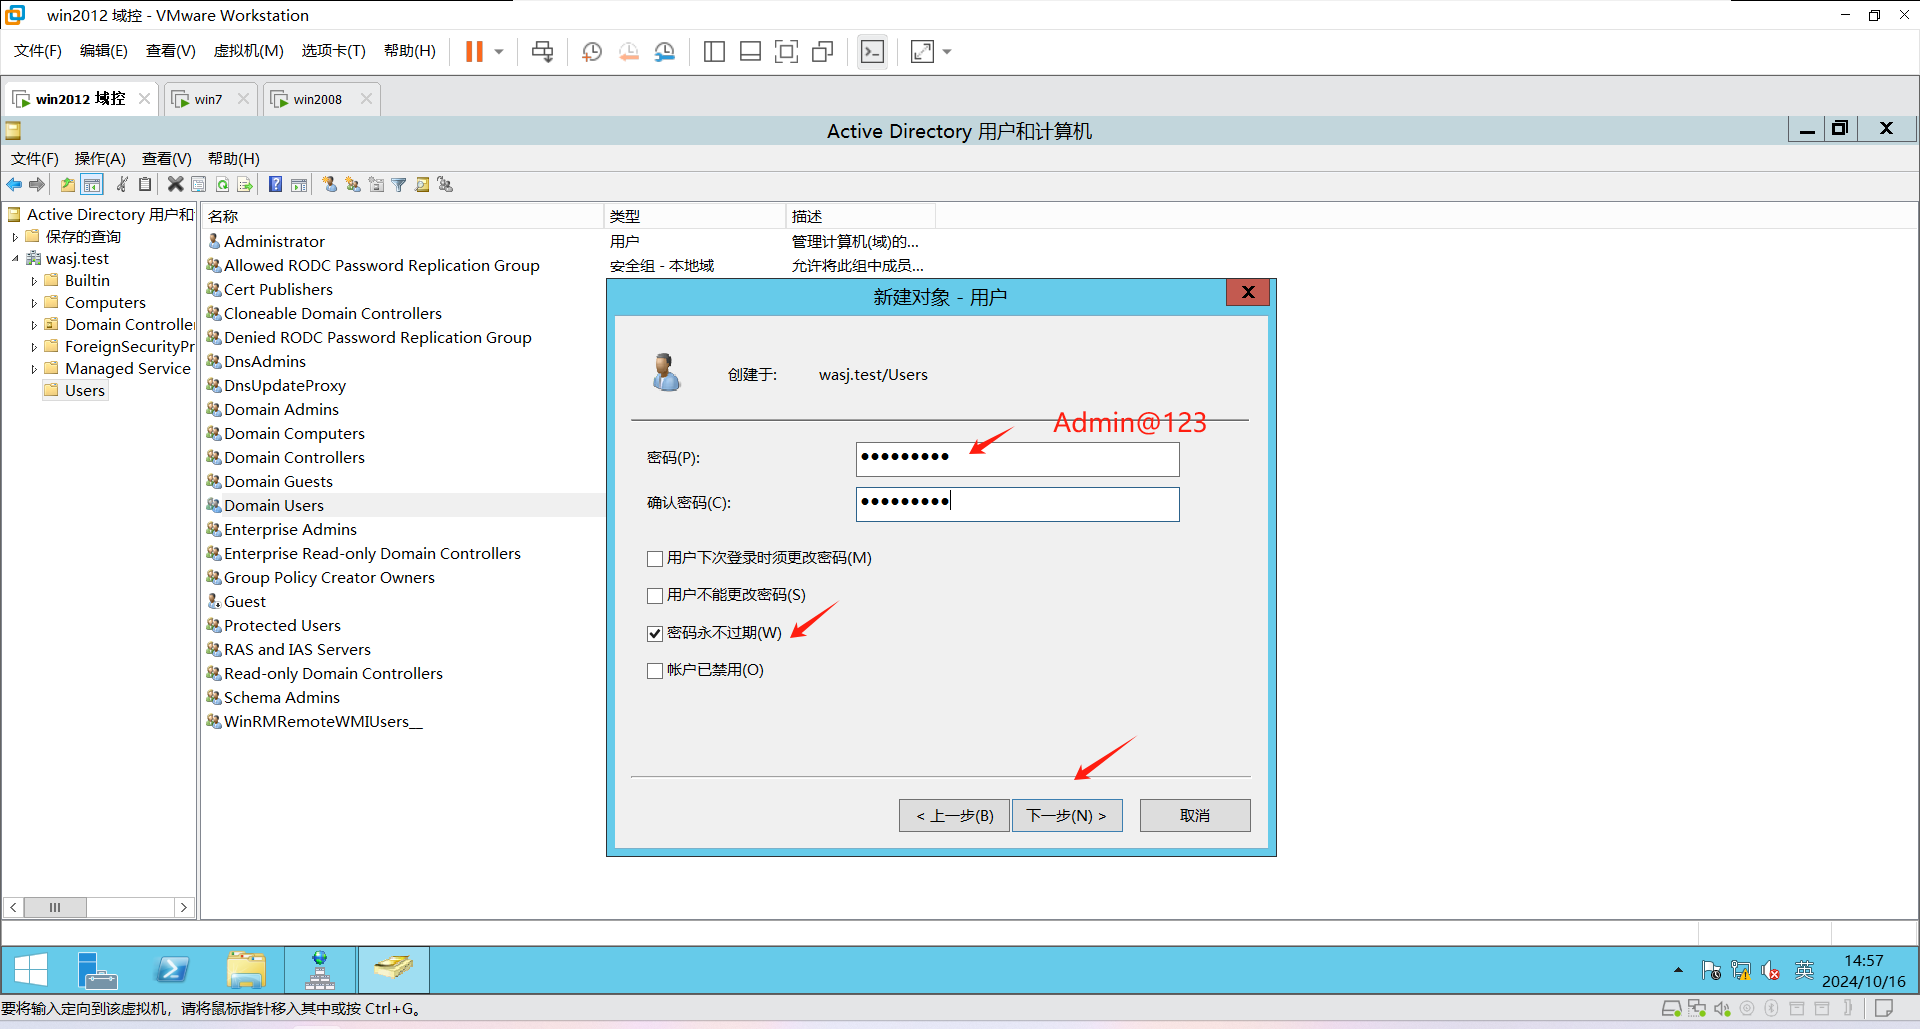 win2012 域控 - VMware Workstation
文件(F) 编辑(E) 查看(V) 虚拟机(M) 选项卡(T) 帮助(H)
win2012 域控 win7 win2008
Active Directory 用户和计算机
文件(F) 操作(A) 查看(V) 帮助(H)
Active Directory 用户和
保存的查询
wasj.test
Builtin
Computers
Domain Controller
ForeignSecurityPr
Managed Service
Users
名称 类型 描述
Administrator 用户 管理计算机(域)的...
Allowed RODC Password Replication Group 安全组 - 本地域 允许将此组中成员...
Cert Publishers
Cloneable Domain Controllers
Denied RODC Password Replication Group
DnsAdmins
DnsUpdateProxy
Domain Admins
Domain Computers
Domain Controllers
Domain Guests
Domain Users
Enterprise Admins
Enterprise Read-only Domain Controllers
Group Policy Creator Owners
Guest
Protected Users
RAS and IAS Servers
Read-only Domain Controllers
Schema Admins
WinRMRemoteWMIUsers__
新建对象 - 用户
创建于: wasj.test/Users
Admin@123
密码(P):
确认密码(C):
用户下次登录时须更改密码(M)
用户不能更改密码(S)
密码永不过期(W)
帐户已禁用(O)
< 上一步(B) 下一步(N) > 取消
英 14:57
2024/10/16
要将输入定向到该虚拟机，请将鼠标指针移入其中或按 Ctrl+G。